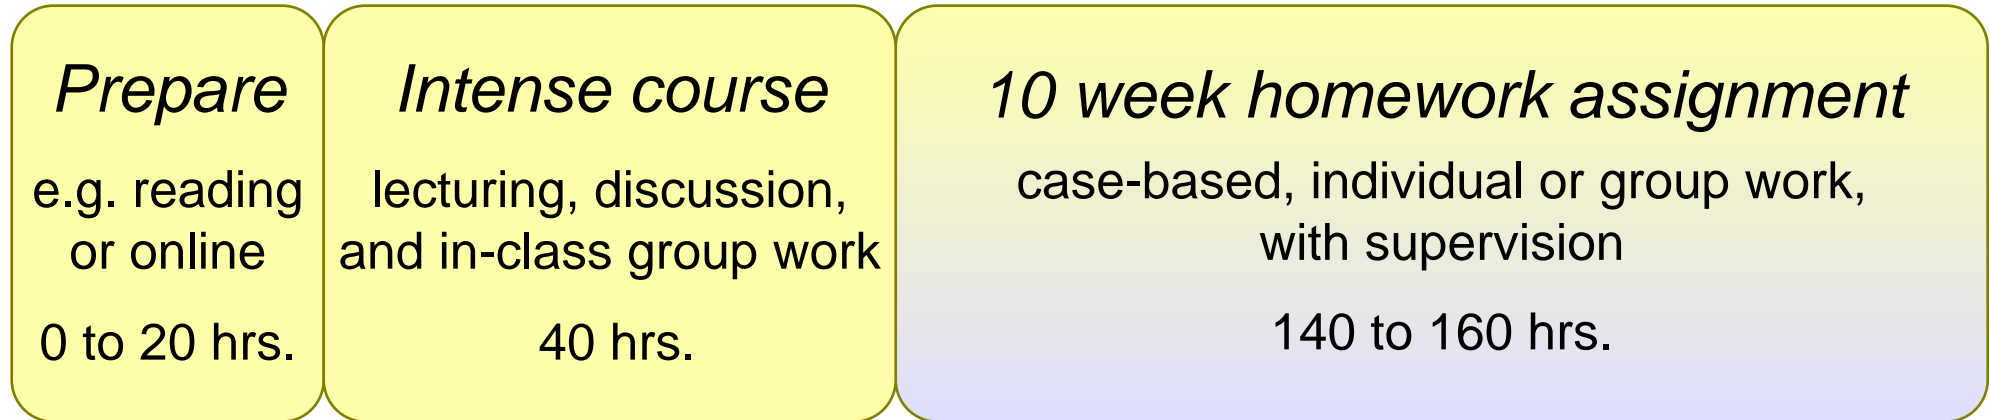 Prepare
e.g. reading
or online
0 to 20 hrs.
Intense course
lecturing, discussion,
and in-class group work
40 hrs.
10 week homework assignment
case-based, individual or group work,
with supervision
140 to 160 hrs.